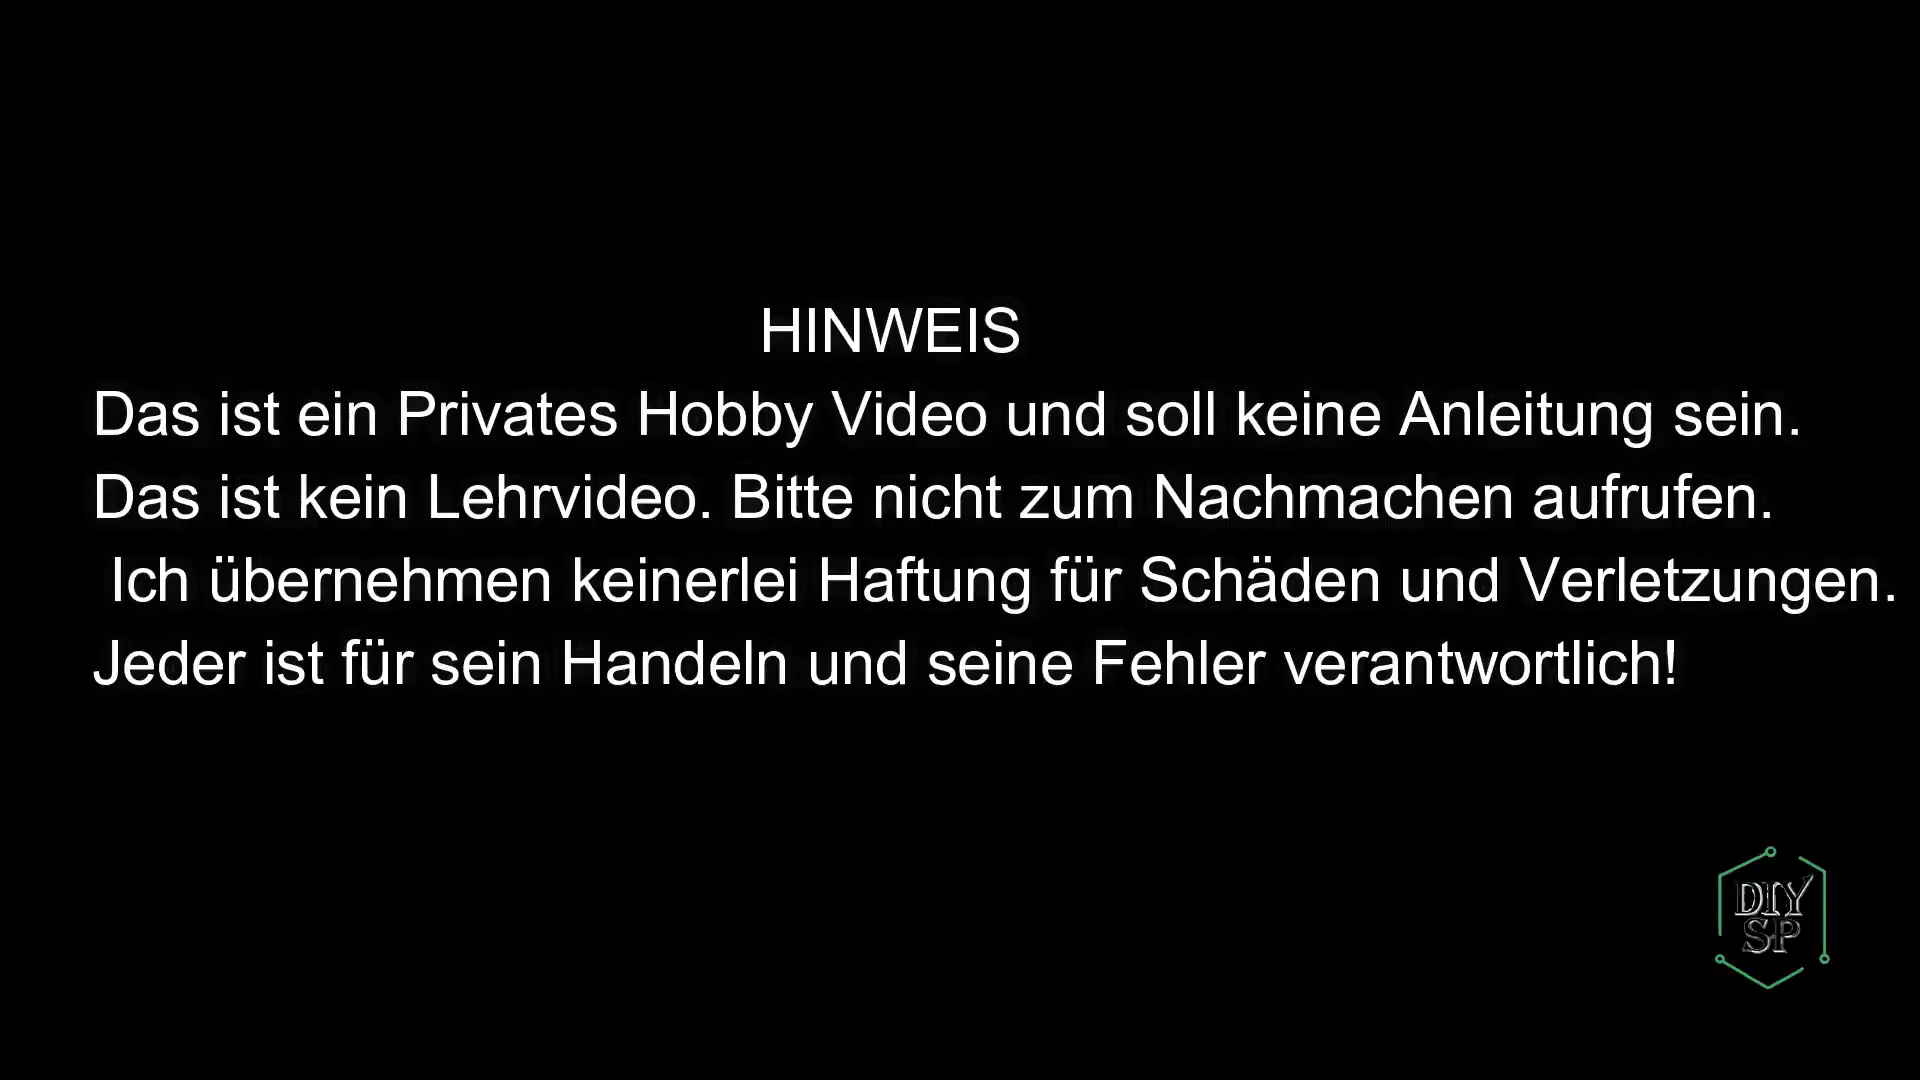 HINWEIS
Das ist ein Privates Hobby Video und soll keine Anleitung sein.
Das ist kein Lehrvideo. Bitte nicht zum Nachmachen aufrufen.
Ich übernehmen keinerlei Haftung für Schäden und Verletzungen.
Jeder ist für sein Handeln und seine Fehler verantwortlich!
DIY
SP